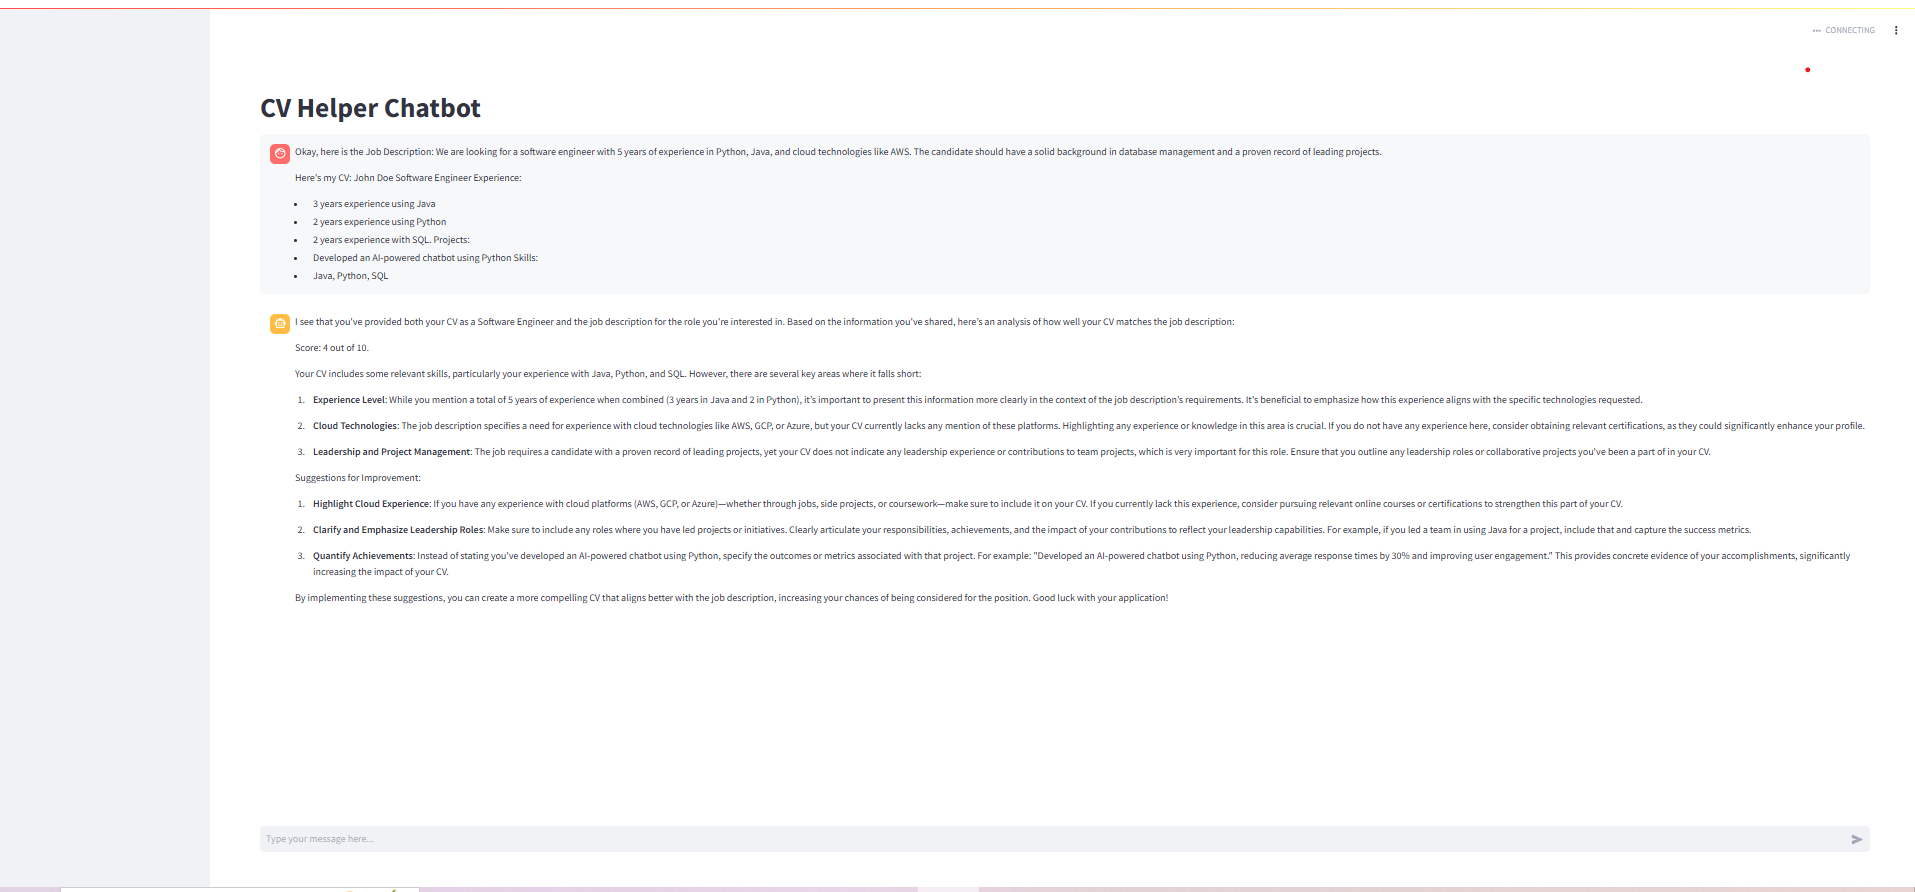 CONNECTING
CV Helper Chatbot
Okay, here is the Job Description: We are looking for a software engineer with 5 years of experience in Python, Java, and cloud technologies like AWS. The candidate should have a solid background in database management and a proven record of leading projects.
Here's my CV: John Doe Software Engineer Experience:
• 3 years experience using Java
• 2 years experience using Python
• 2 years experience with SQL. Projects:
• Developed an AI-powered chatbot using Python Skills:
• Java, Python, SQL
I see that you've provided both your CV as a Software Engineer and the job description for the role you're interested in. Based on the information you've shared, here's an analysis of how well your CV matches the job description:
Score: 4 out of 10.
Your CV includes some relevant skills, particularly your experience with Java, Python, and SQL. However, there are several key areas where it falls short:
1. Experience Level: While you mention a total of 5 years of experience when combined (3 years in Java and 2 in Python), it's important to present this information more clearly in the context of the job description's requirements. It's beneficial to emphasize how this experience aligns with the specific technologies requested.
2. Cloud Technologies: The job description specifies a need for experience with cloud technologies like AWS, GCP, or Azure, but your CV currently lacks any mention of these platforms. Highlighting any experience or knowledge in this area is crucial. If you do not have any experience here, consider obtaining relevant certifications, as they could significantly enhance your profile.
3. Leadership and Project Management: The job requires a candidate with a proven record of leading projects, yet your CV does not indicate any leadership experience or contributions to team projects, which is very important for this role. Ensure that you outline any leadership roles or collaborative projects you've been a part of in your CV.
Suggestions for Improvement:
1. Highlight Cloud Experience: If you have any experience with cloud platforms (AWS, GCP, or Azure)—whether through jobs, side projects, or coursework—make sure to include it on your CV. If you currently lack this experience, consider pursuing relevant online courses or certifications to strengthen this part of your CV.
2. Clarify and Emphasize Leadership Roles: Make sure to include any roles where you have led projects or initiatives. Clearly articulate your responsibilities, achievements, and the impact of your contributions to reflect your leadership capabilities. For example, if you led a team in using Java for a project, include that and capture the success metrics.
3. Quantify Achievements: Instead of stating you've developed an AI-powered chatbot using Python, specify the outcomes or metrics associated with that project. For example: "Developed an AI-powered chatbot using Python, reducing average response times by 30% and improving user engagement." This provides concrete evidence of your accomplishments, significantly
increasing the impact of your CV.
By implementing these suggestions, you can create a more compelling CV that aligns better with the job description, increasing your chances of being considered for the position. Good luck with your application!
Type your message here...